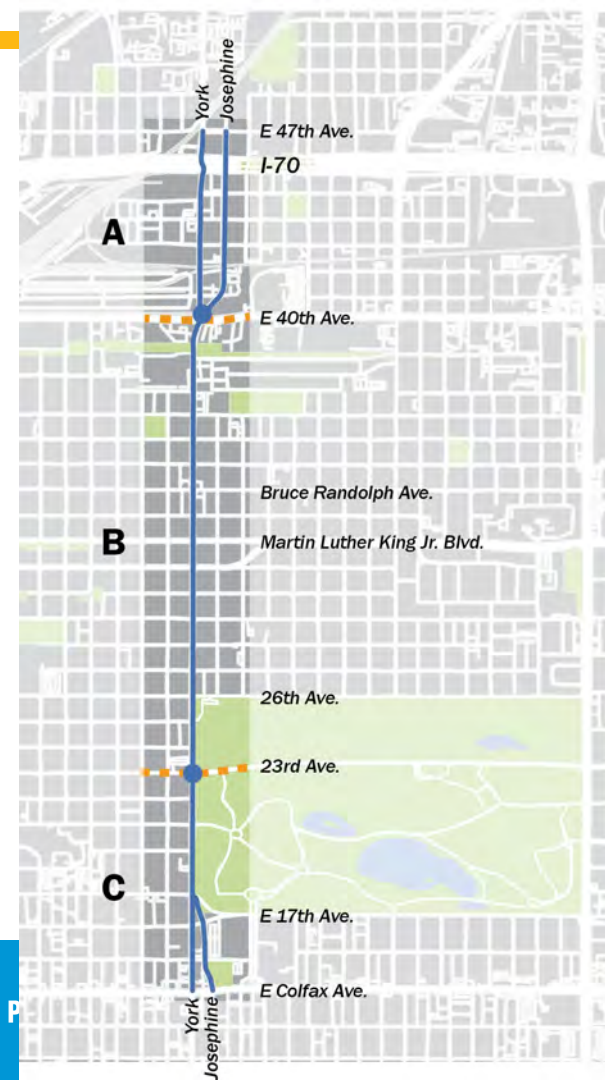 York
Josephine
E 47th Ave.
I-70
A
E 40th Ave.
Bruce Randolph Ave.
B
Martin Luther King Jr. Blvd.
26th Ave.
23rd Ave.
C
E 17th Ave.
E Colfax Ave.
P
York
Josephine